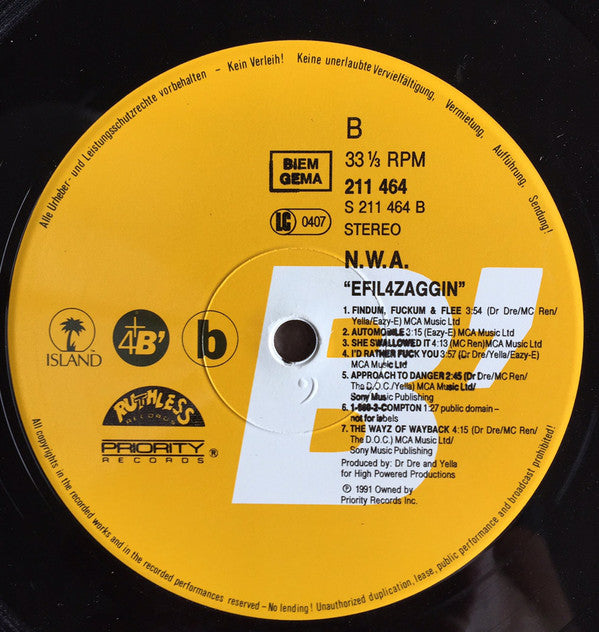 Alle Urheber- und Leistungsschutzrechte vorbehalten – Kein Verleih! Keine unerlaubte Vervielfältigung, Vermietung, Aufführung, Sendung!
B
BIEM
GEMA
33 ⅓ RPM
211 464
S 211 464 B
LC 0407
STEREO
N.W.A.
"EFIL4ZAGGIN"
1. FINDUM, FUCKUM & FLEE 3:54 (Dr Dre/MC Ren/
Yella/Eazy-E) MCA Music Ltd
2. AUTOMOBILE 3:15 (Eazy-E) MCA Music Ltd
3. SHE SWALLOWED IT 4:13 (MC Ren) MCA Music Ltd
4. I'D RATHER FUCK YOU 3:57 (Dr Dre/Yella/Eazy-E)
MCA Music Ltd
5. APPROACH TO DANGER 2:45 (Dr Dre/MC Ren/
The D.O.C./Yella) MCA Music Ltd/
Sony Music Publishing
6. 1-900-2-COMPTON 1:27 public domain –
not for labels
7. THE WAYZ OF WAYBACK 4:15 (Dr Dre/MC Ren/
The D.O.C.) MCA Music Ltd/
Sony Music Publishing
Produced by: Dr Dre and Yella
for High Powered Productions
℗ 1991 Owned by
Priority Records Inc.
ISLAND
4B'
b
RUTHLESS
RECORDS
PRIORITY
RECORDS ®
B'
All copyrights in the recorded works and in the recorded performances reserved – No lending! Unauthorized duplication, lease, public performance and broadcast prohibited!